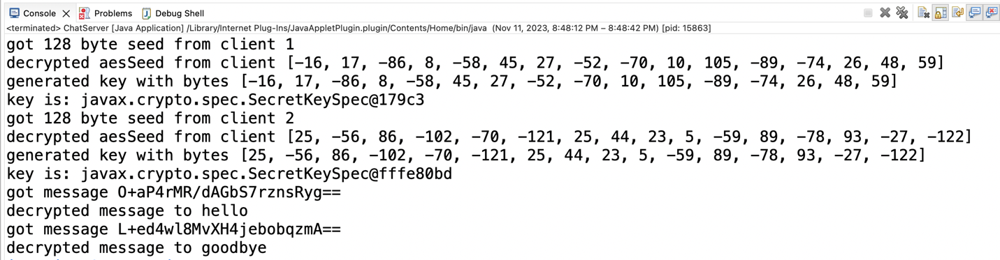 Console Problems Debug Shell
<terminated> ChatServer [Java Application] /Library/Internet Plug-Ins/JavaAppletPlugin.plugin/Contents/Home/bin/java (Nov 11, 2023, 8:48:12 PM – 8:48:42 PM) [pid: 15863]
got 128 byte seed from client 1
decrypted aesSeed from client [-16, 17, -86, 8, -58, 45, 27, -52, -70, 10, 105, -89, -74, 26, 48, 59]
generated key with bytes [-16, 17, -86, 8, -58, 45, 27, -52, -70, 10, 105, -89, -74, 26, 48, 59]
key is: javax.crypto.spec.SecretKeySpec@179c3
got 128 byte seed from client 2
decrypted aesSeed from client [25, -56, 86, -102, -70, -121, 25, 44, 23, 5, -59, 89, -78, 93, -27, -122]
generated key with bytes [25, -56, 86, -102, -70, -121, 25, 44, 23, 5, -59, 89, -78, 93, -27, -122]
key is: javax.crypto.spec.SecretKeySpec@fffe80bd
got message O+aP4rMR/dAGbS7rznsRyg==
decrypted message to hello
got message L+ed4wl8MvXH4jebobqzmA==
decrypted message to goodbye